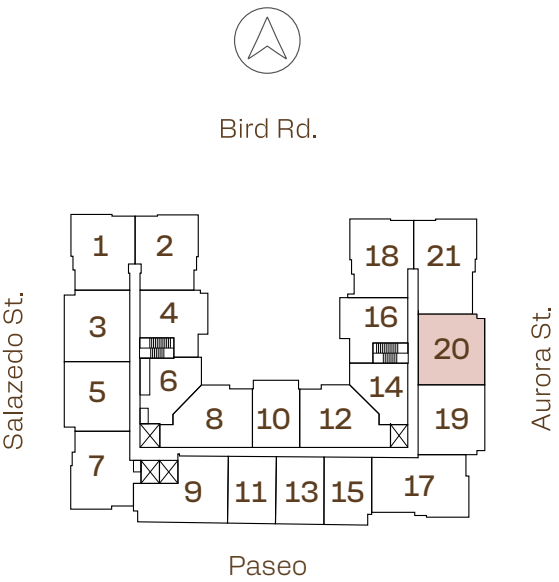 Bird Rd.
1 2 18 21
3 4 16 20
5 6 14 19
8 10 12
7 9 11 13 15 17
Salazedo St.
Aurora St.
Paseo